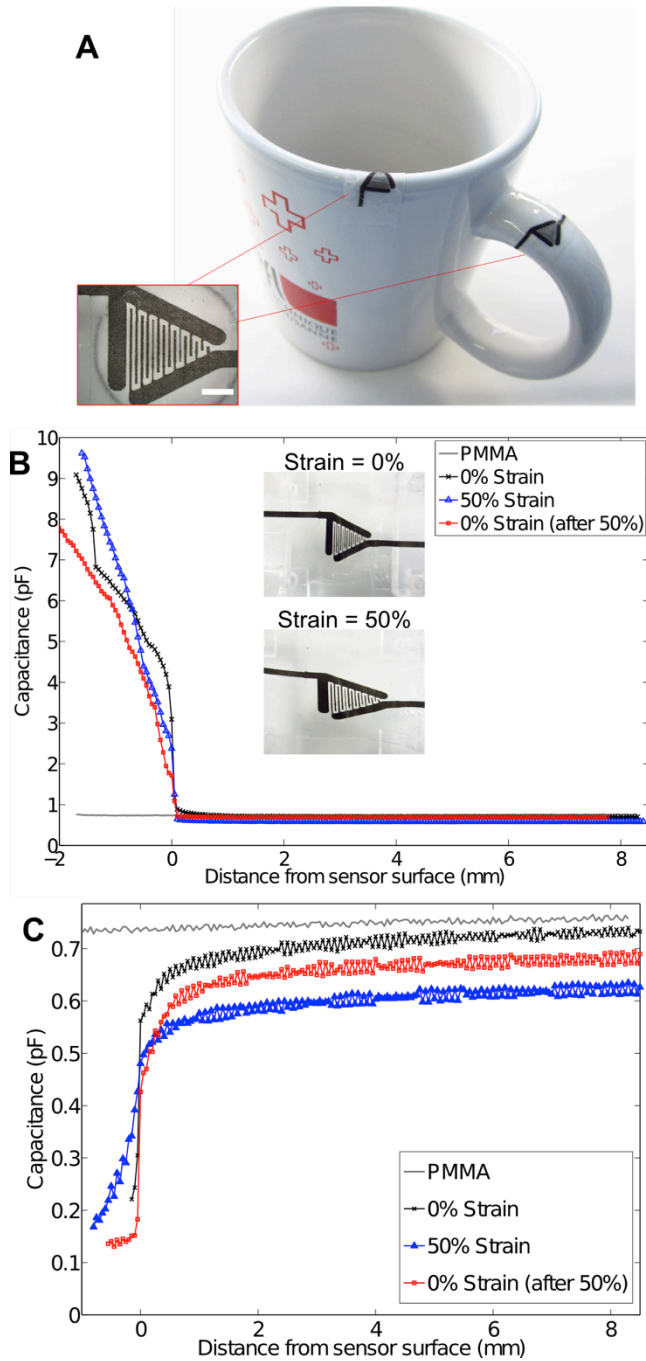 A
NIQUE
USANNE
B
10
9
8
7
6
5
4
3
2
1
0
Capacitance (pF)
Strain = 0%
Strain = 50%
PMMA
0% Strain
50% Strain
0% Strain (after 50%)
-2
0
2
4
6
8
Distance from sensor surface (mm)
C
0.7
0.6
0.5
0.4
0.3
0.2
0.1
0
Capacitance (pF)
PMMA
0% Strain
50% Strain
0% Strain (after 50%)
0
2
4
6
8
Distance from sensor surface (mm)